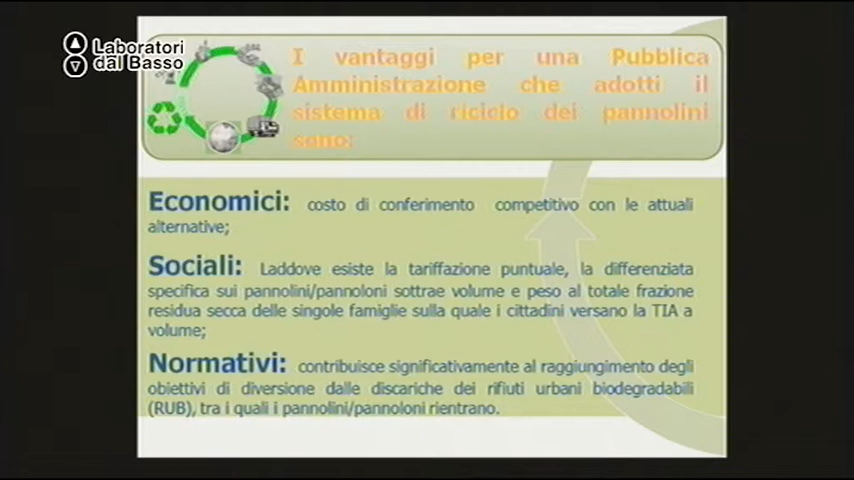 Laboratori
dal Basso
I vantaggi per una Pubblica
Amministrazione che adotti il
sistema di riciclo dei pannolini
sono:
Economici: costo di conferimento competitivo con le attuali
alternative;
Sociali: Laddove esiste la tariffazione puntuale, la differenziata
specifica sui pannolini/pannoloni sottrae volume e peso al totale frazione
residua secca delle singole famiglie sulla quale i cittadini versano la TIA a
volume;
Normativi: contribuisce significativamente al raggiungimento degli
obiettivi di diversione dalle discariche dei rifiuti urbani biodegradabili
(RUB), tra i quali i pannolini/pannoloni rientrano.